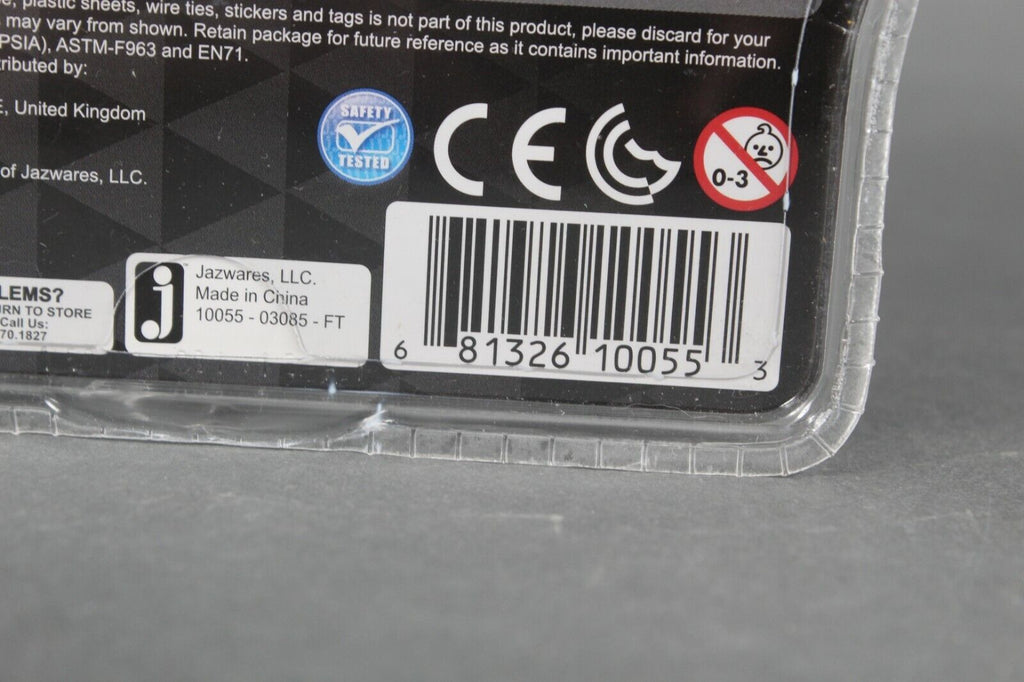 plastic sheets, wire ties, stickers and tags is not part of this product, please discard for your
may vary from shown. Retain package for future reference as it contains important information.
PSIA), ASTM-F963 and EN71.
ributed by:
E, United Kingdom
of Jazwares, LLC.
SAFETY
TESTED
CE
0-3
LEMS?
RN TO STORE
Call Us:
70.1827
j
Jazwares, LLC.
Made in China
10055 - 03085 - FT
6 81326 10055 3